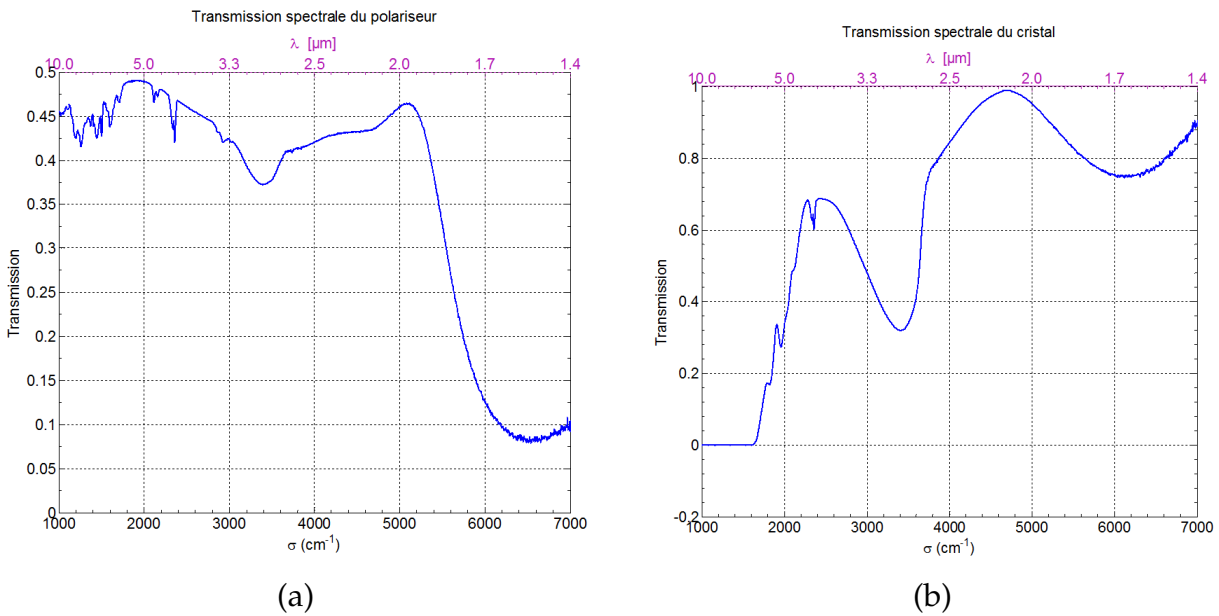 Transmission spectrale du polariseur
λ [µm]
10.0 5.0 3.3 2.5 2.0 1.7 1.4
0.5
0.45
0.4
0.35
0.3
0.25
0.2
0.15
0.1
0.05
0
Transmission
1000 2000 3000 4000 5000 6000 7000
σ (cm⁻¹)
(a)
Transmission spectrale du cristal
λ [µm]
10.0 5.0 3.3 2.5 2.0 1.7 1.4
1
0.8
0.6
0.4
0.2
0
-0.2
Transmission
1000 2000 3000 4000 5000 6000 7000
σ (cm⁻¹)
(b)